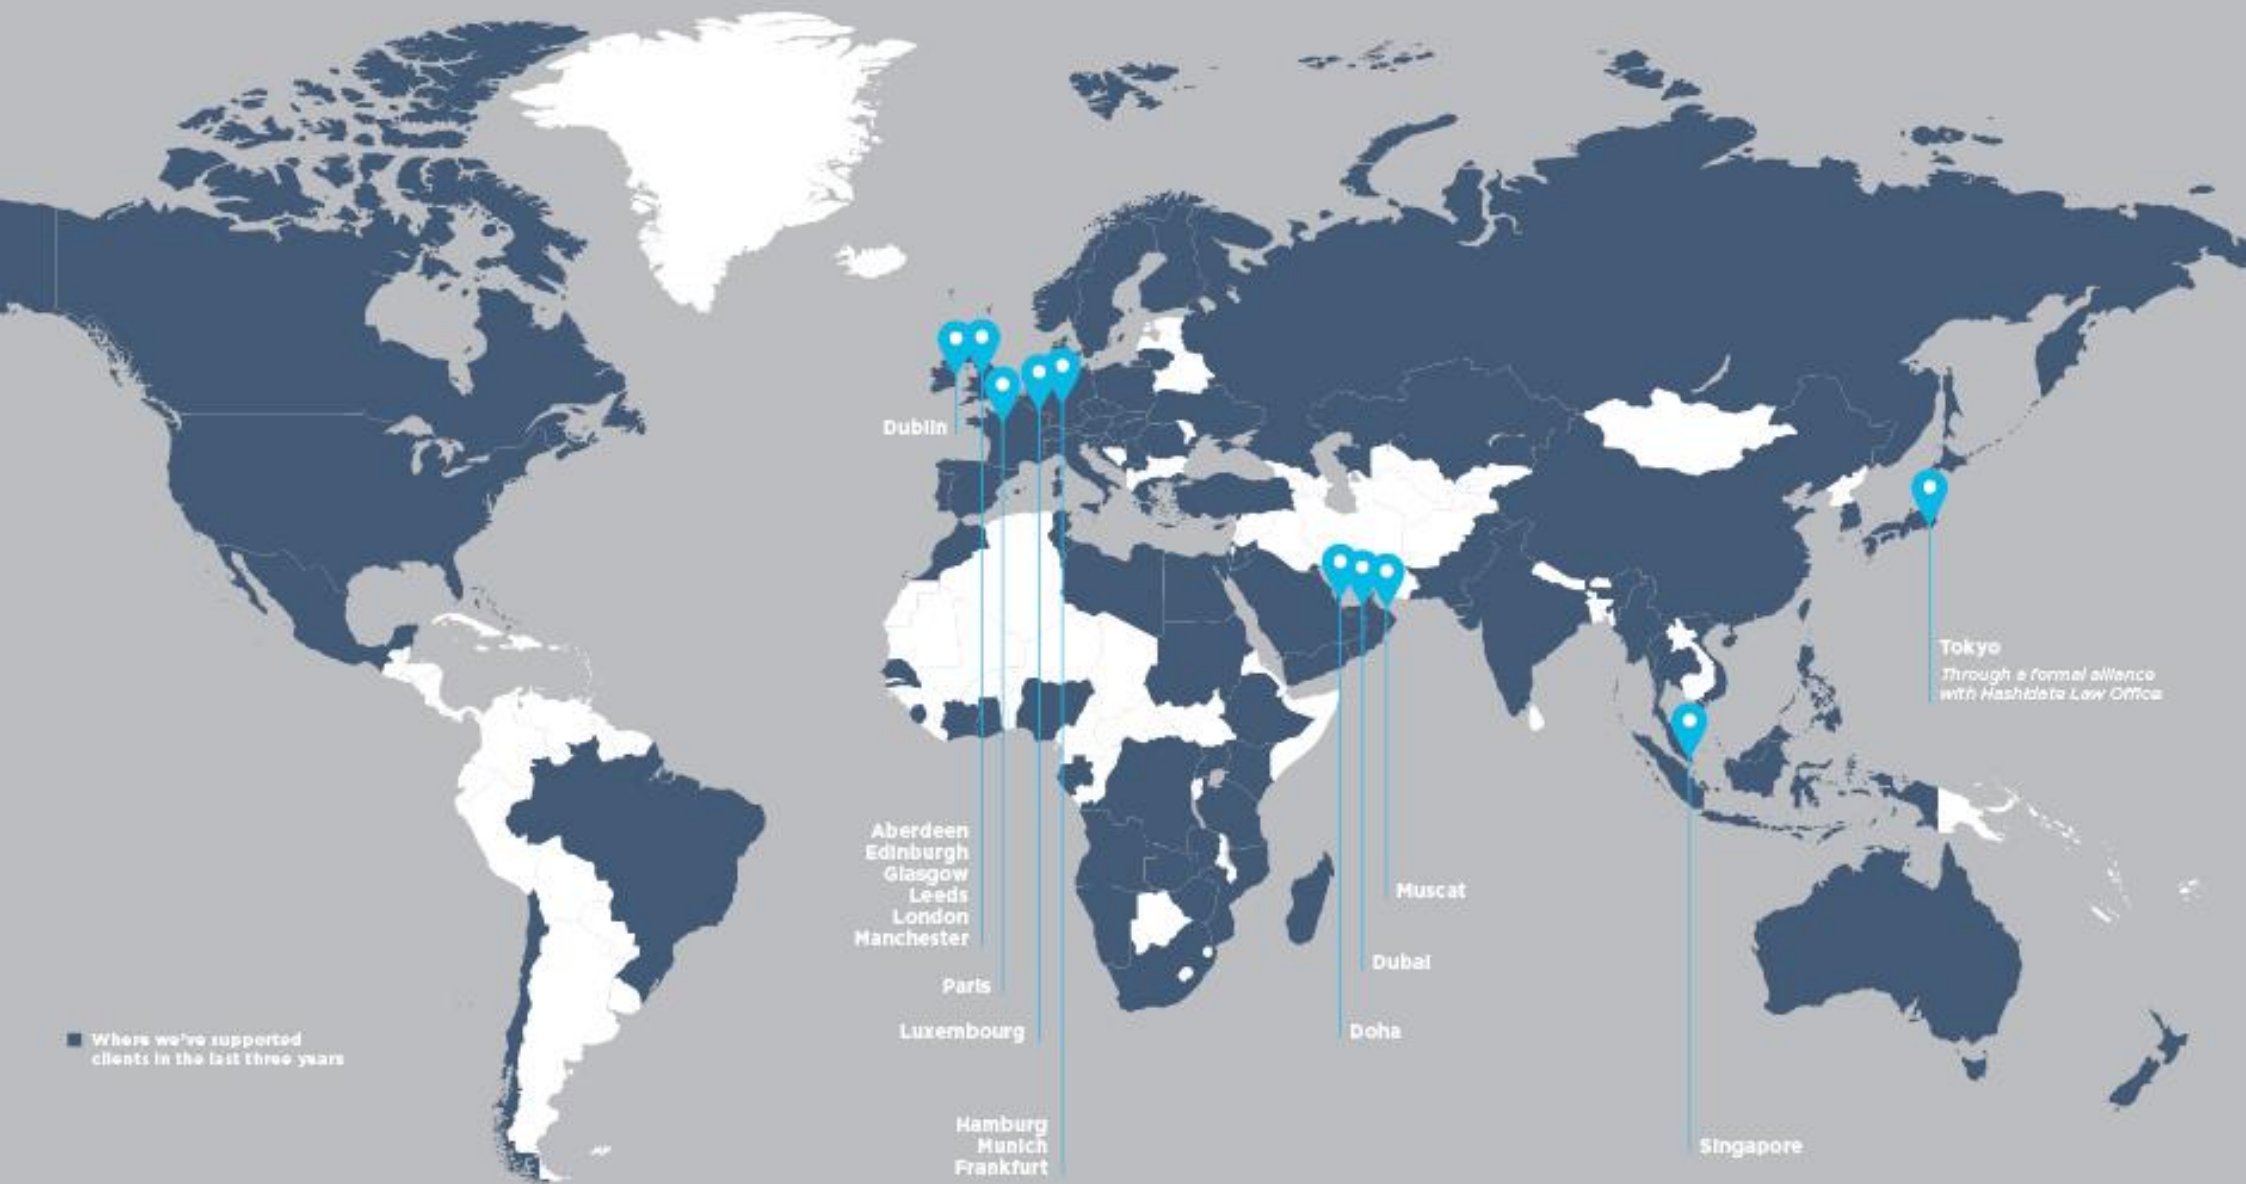 Dublin
Tokyo
Through a formal alliance
with Hashidate Law Office
Aberdeen
Edinburgh
Glasgow
Leeds
London
Manchester
Muscat
Dubai
Paris
Luxembourg
Doha
Where we've supported
clients in the last three years
Hamburg
Munich
Frankfurt
Singapore